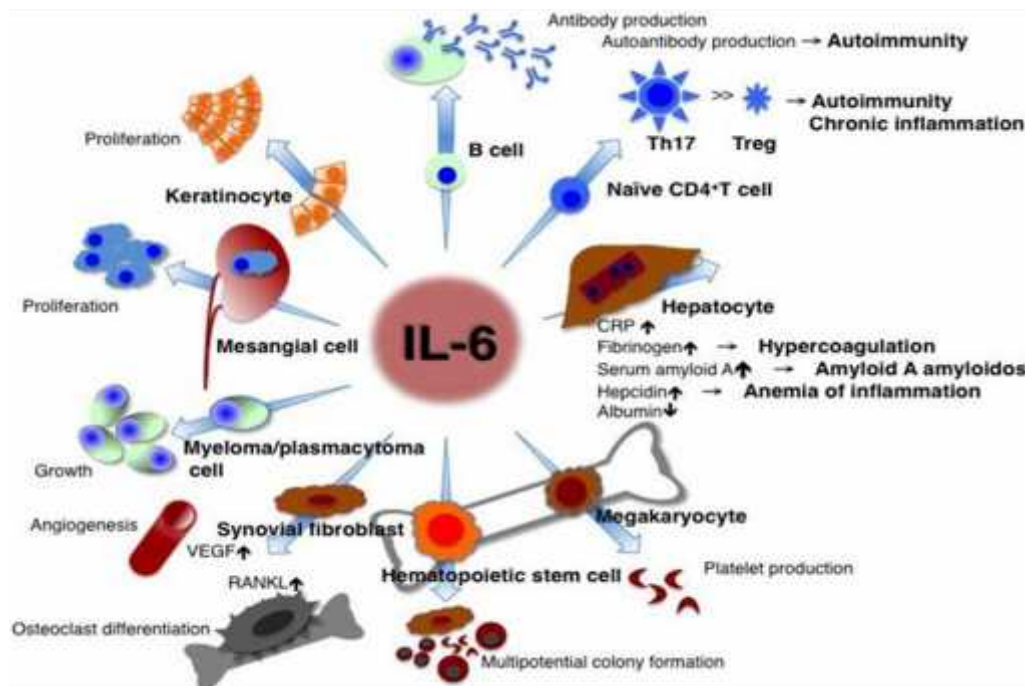 Antibody production
Autoantibody production → Autoimmunity
Th17
>>
Treg
→ Autoimmunity
Chronic inflammation
B cell
Naïve CD4+T cell
Proliferation
Keratinocyte
Proliferation
Mesangial cell
IL-6
Hepatocyte
CRP ↑
Fibrinogen↑ → Hypercoagulation
Serum amyloid A↑ → Amyloid A amyloidos
Hepcidin↑ → Anemia of inflammation
Albumin↓
Growth
Myeloma/plasmacytoma
cell
Angiogenesis
VEGF↑
Synovial fibroblast
RANKL↑
Osteoclast differentiation
Hematopoietic stem cell
Multipotential colony formation
Megakaryocyte
Platelet production